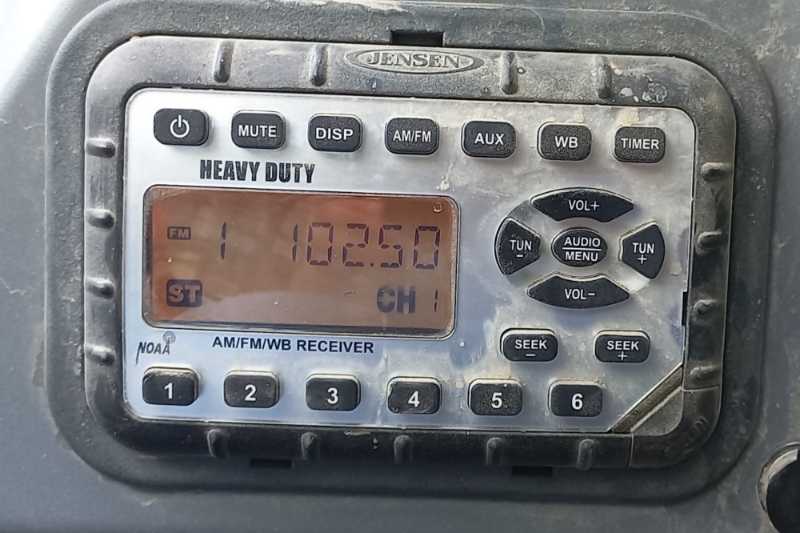 JENSEN
MUTE DISP AM/FM AUX WB TIMER
HEAVY DUTY
VOL+
FM 1 102.50
TUN - AUDIO MENU TUN +
ST CH 1
VOL-
NOAA AM/FM/WB RECEIVER
SEEK - SEEK +
1 2 3 4 5 6